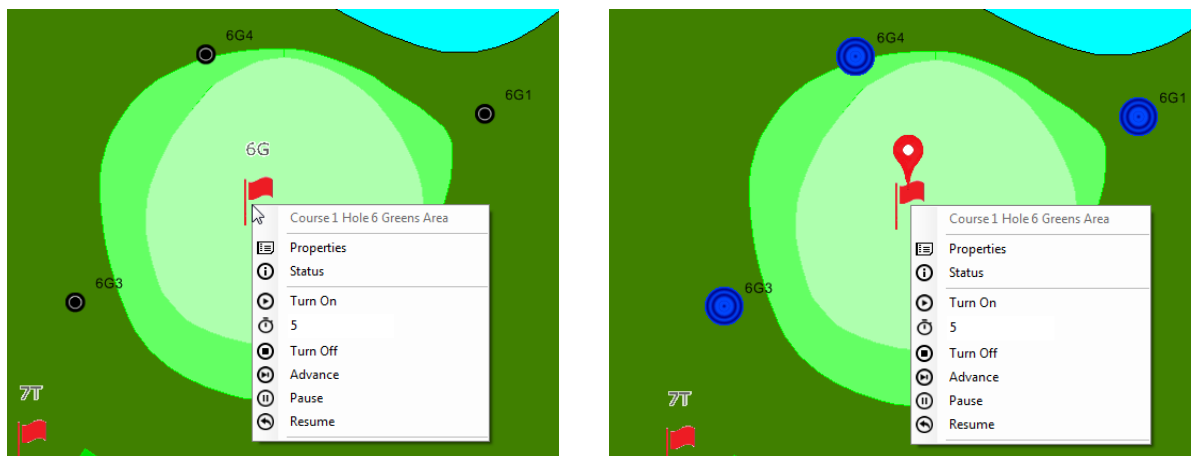 6G4
6G1
6G
Course 1 Hole 6 Greens Area
Properties
Status
6G3
Turn On
5
Turn Off
Advance
Pause
Resume
7T
6G4
6G1
Course 1 Hole 6 Greens Area
Properties
Status
6G3
Turn On
5
Turn Off
Advance
Pause
Resume
7T